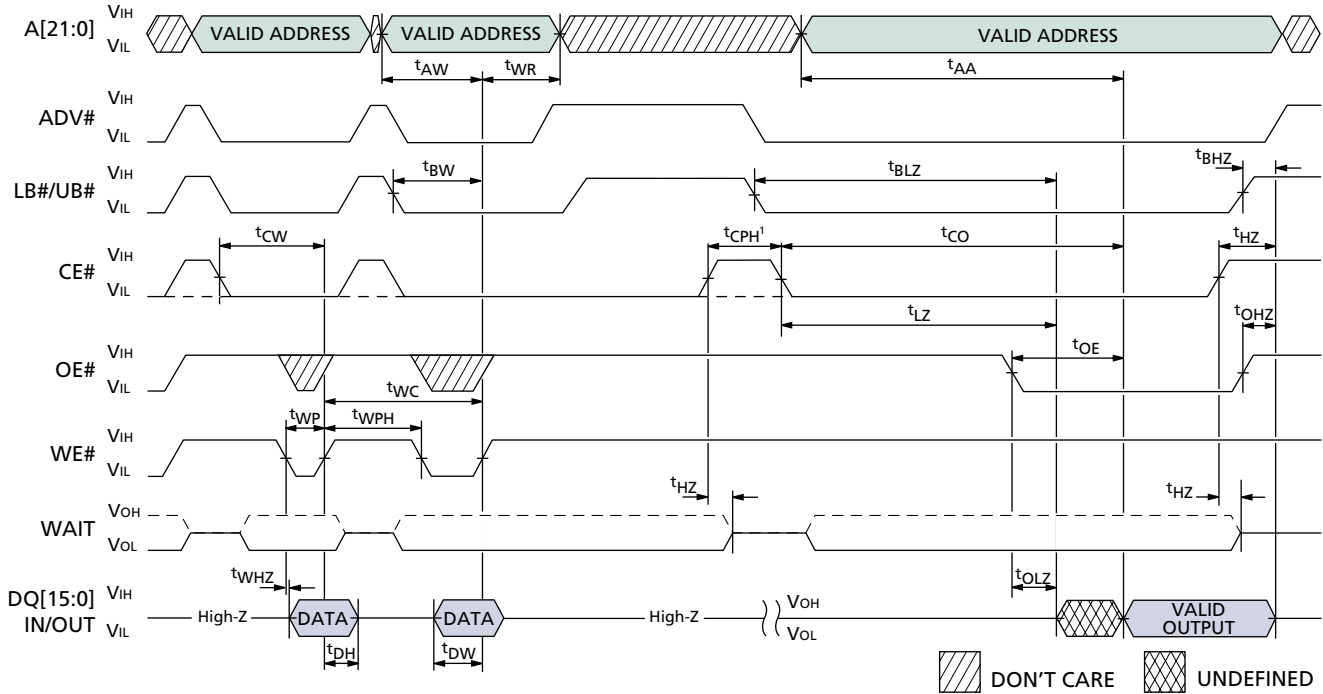 A[21:0] VIH VIL VALID ADDRESS VALID ADDRESS VALID ADDRESS
tAW tWR tAA
ADV# VIH VIL
LB#/UB# VIH VIL tBW tBLZ tBHZ
CE# VIH VIL tCW tCPH¹ tCO tHZ
tLZ tOHZ
OE# VIH VIL tOE
tWC
WE# VIH VIL tWP tWPH
WAIT VOH VOL tHZ tHZ
tWHZ tOLZ
DQ[15:0] IN/OUT VIH VIL High-Z DATA DATA High-Z VOH VOL VALID OUTPUT
tDH tDW
DON'T CARE UNDEFINED